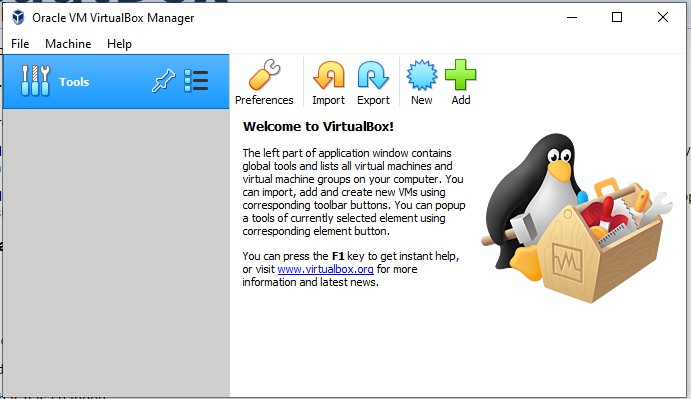 Oracle VM VirtualBox Manager
File Machine Help
Tools
Preferences Import Export New Add
Welcome to VirtualBox!
The left part of application window contains
global tools and lists all virtual machines and
virtual machine groups on your computer. You
can import, add and create new VMs using
corresponding toolbar buttons. You can popup
a tools of currently selected element using
corresponding element button.
You can press the F1 key to get instant help,
or visit www.virtualbox.org for more
information and latest news.